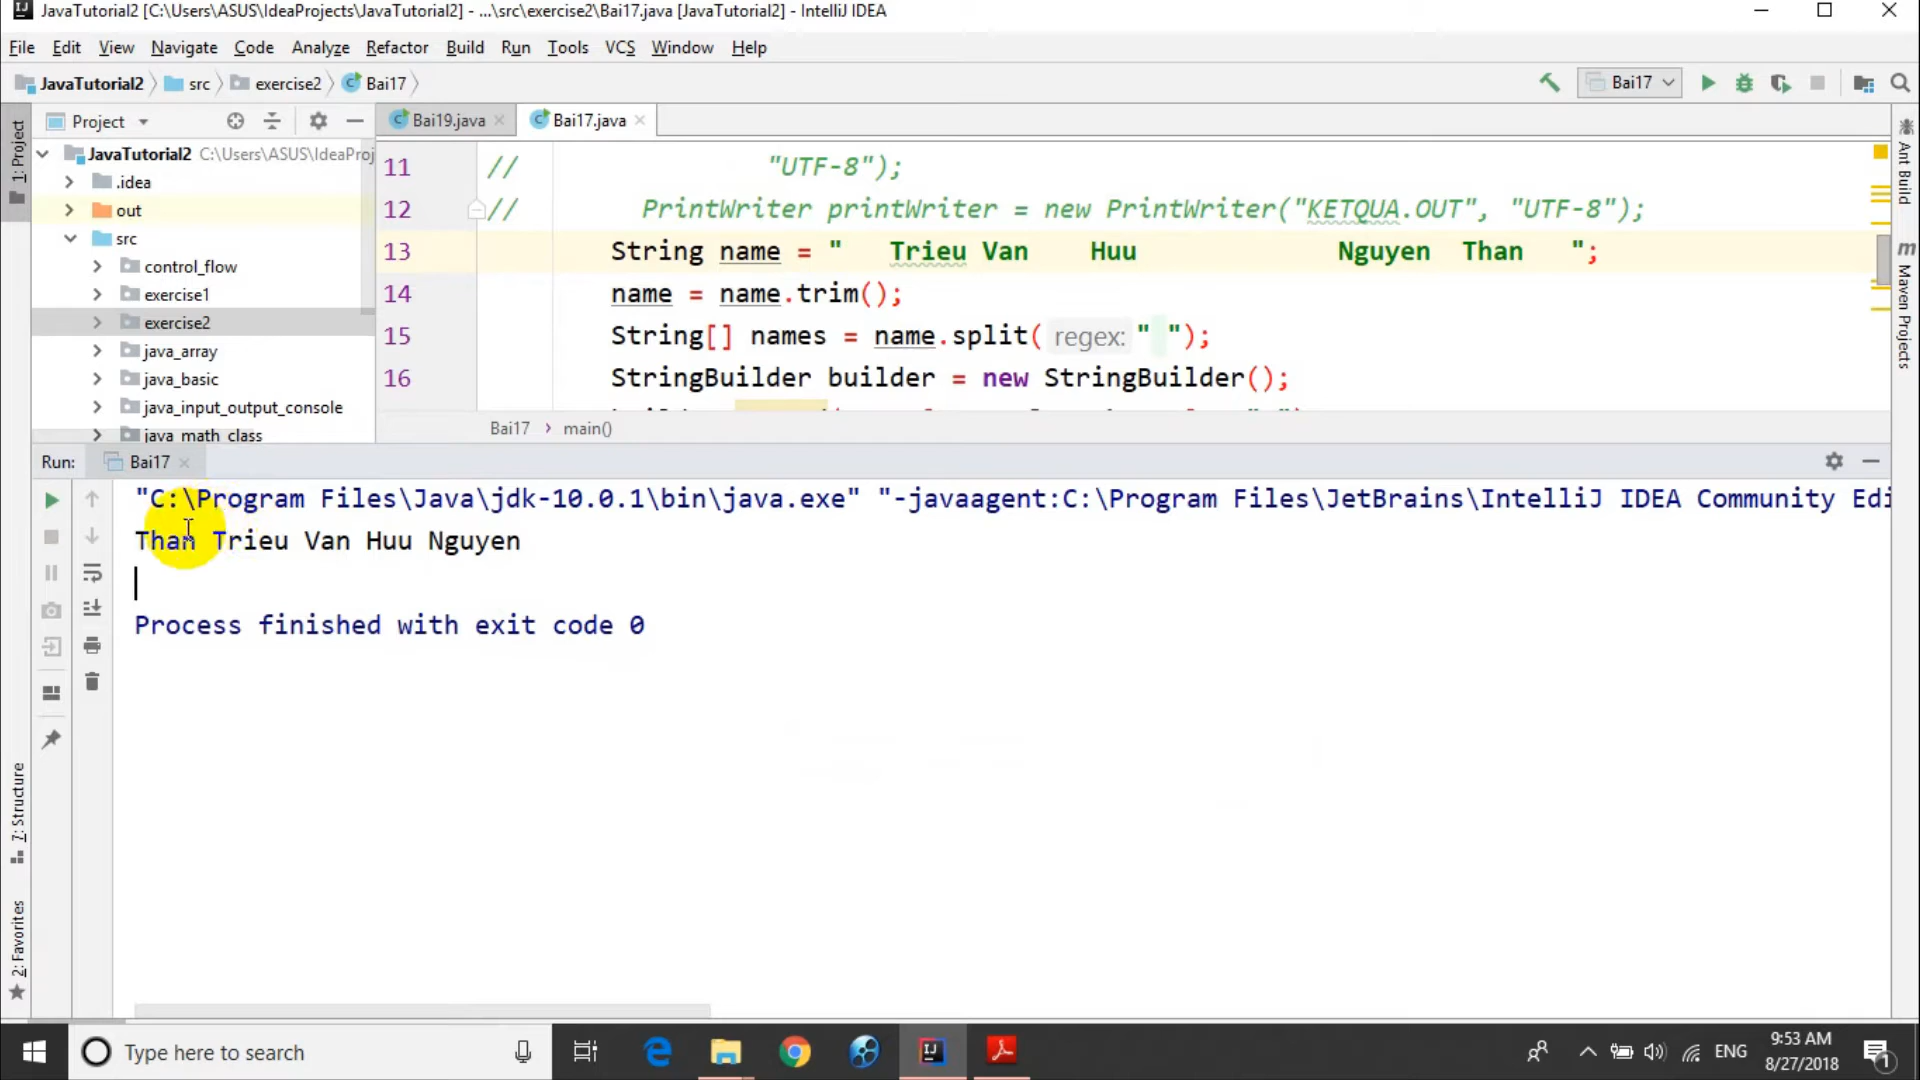 JavaTutorial2 [C:\Users\ASUS\IdeaProjects\JavaTutorial2] - ...\src\exercise2\Bai17.java [JavaTutorial2] - IntelliJ IDEA
File Edit View Navigate Code Analyze Refactor Build Run Tools VCS Window Help
JavaTutorial2 src exercise2 Bai17
Bai17
Project
Bai19.java
Bai17.java
1: Project
JavaTutorial2 C:\Users\ASUS\IdeaProj
.idea
out
src
control_flow
exercise1
exercise2
java_array
java_basic
java_input_output_console
java_math_class
11 // "UTF-8");
12 // PrintWriter printWriter = new PrintWriter("KETQUA.OUT", "UTF-8");
13 String name = "   Trieu Van    Huu             Nguyen  Than   ";
14 name = name.trim();
15 String[] names = name.split( regex: " ");
16 StringBuilder builder = new StringBuilder();
Bai17 > main()
Ant Build
Maven Projects
Run: Bai17
"C:\Program Files\Java\jdk-10.0.1\bin\java.exe" "-javaagent:C:\Program Files\JetBrains\IntelliJ IDEA Community Edi
Than Trieu Van Huu Nguyen
Process finished with exit code 0
7: Structure
2: Favorites
Type here to search
ENG
9:53 AM
8/27/2018
1